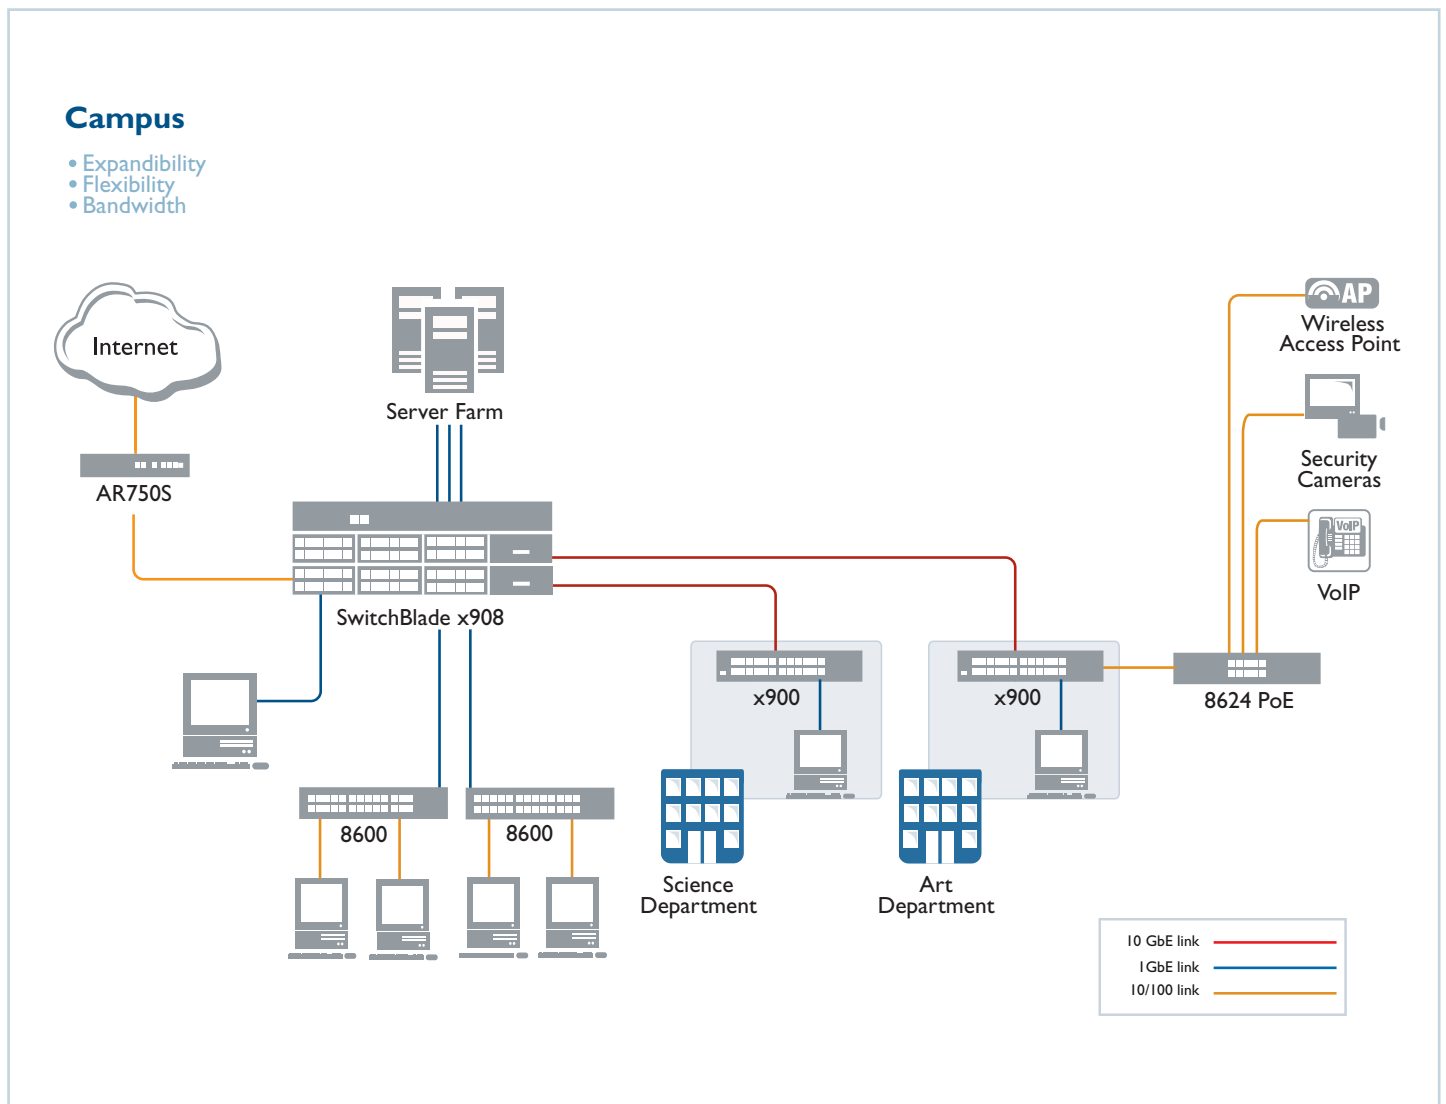 Campus
• Expandibility
• Flexibility
• Bandwidth
Internet
AR750S
Server Farm
SwitchBlade x908
8600
8600
x900
Science
Department
x900
Art
Department
8624 PoE
AP
Wireless
Access Point
Security
Cameras
VoIP
VoIP
10 GbE link
1GbE link
10/100 link